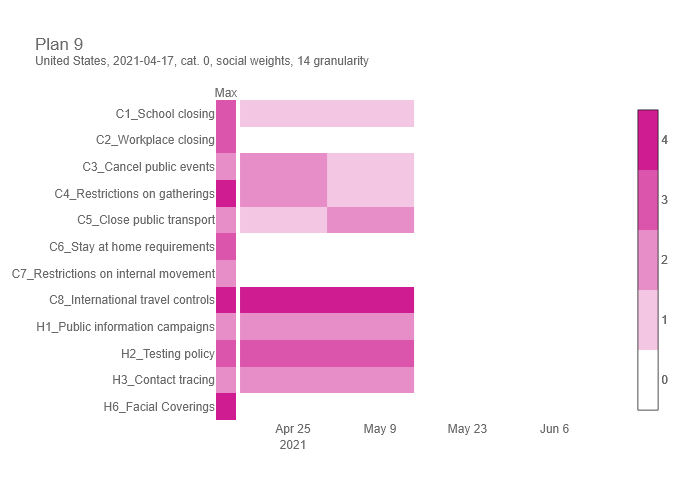 Plan 9
United States, 2021-04-17, cat. 0, social weights, 14 granularity
Max
C1_School closing
C2_Workplace closing
C3_Cancel public events
C4_Restrictions on gatherings
C5_Close public transport
C6_Stay at home requirements
C7_Restrictions on internal movement
C8_International travel controls
H1_Public information campaigns
H2_Testing policy
H3_Contact tracing
H6_Facial Coverings
Apr 25
2021
May 9
May 23
Jun 6
4
3
2
1
0